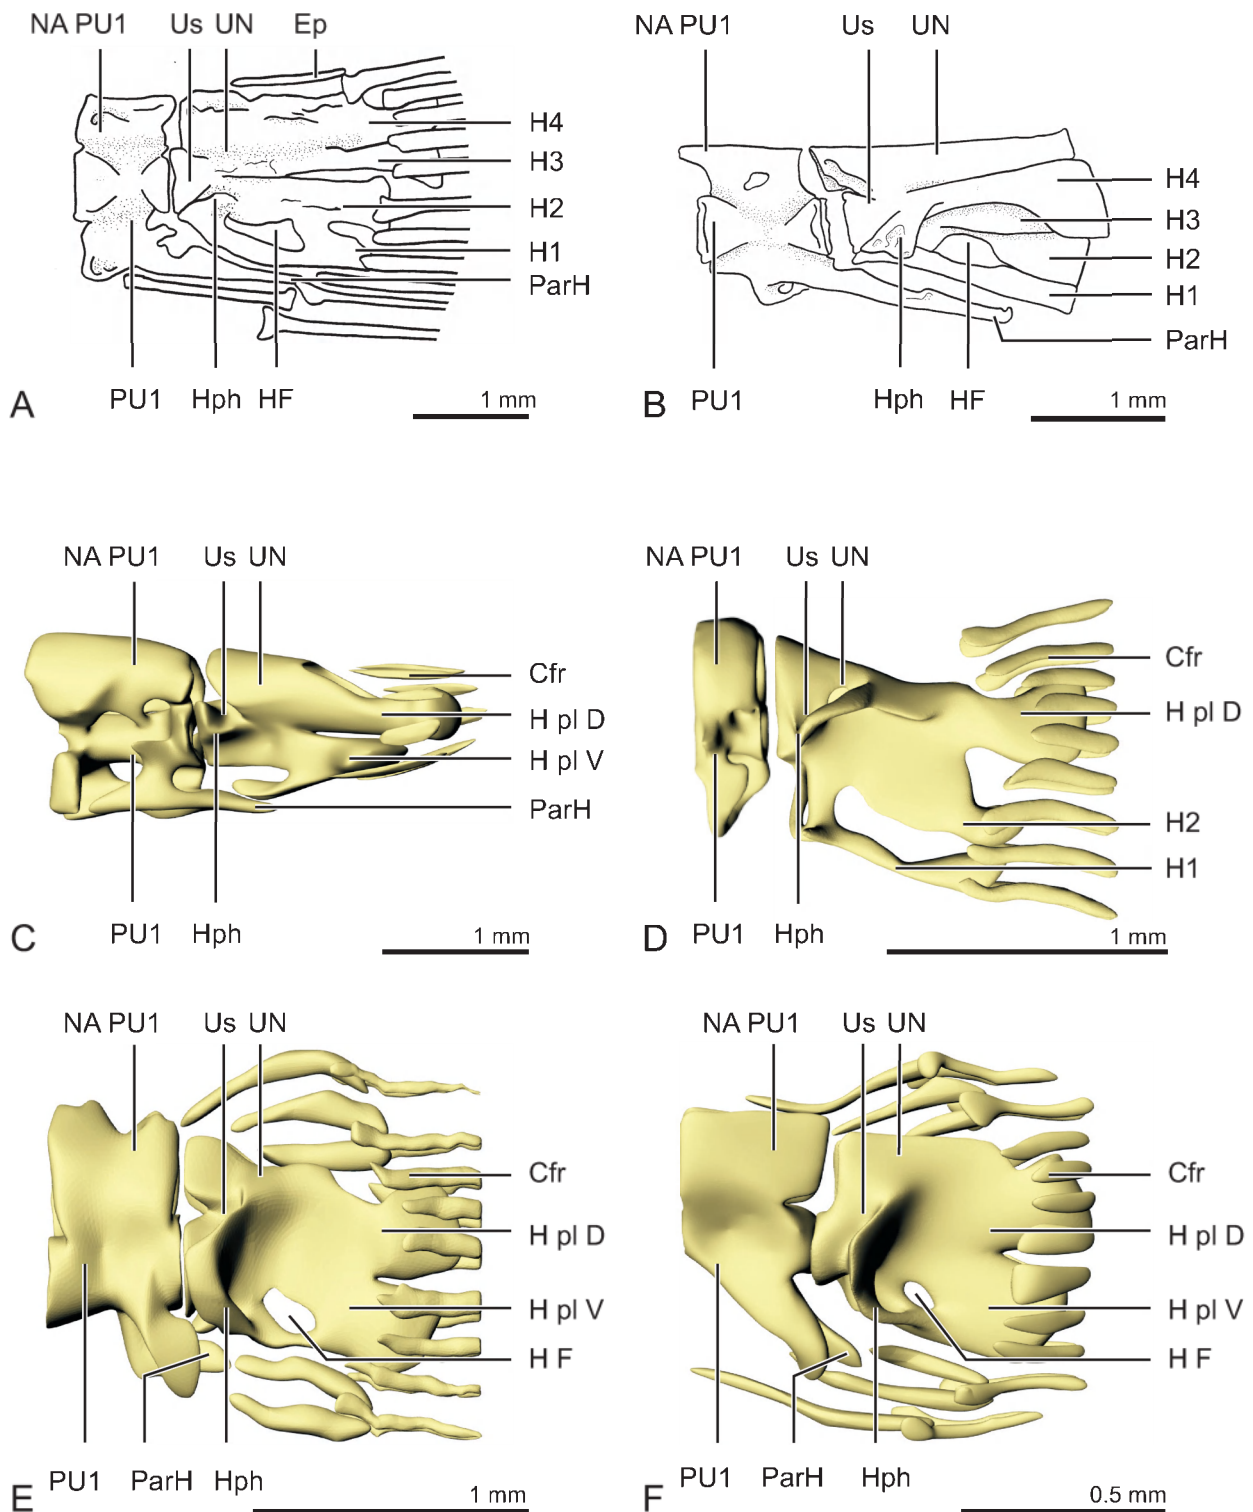 NA PU1 Us UN Ep
H4
H3
H2
H1
ParH
A PU1 Hph HF 1 mm
NA PU1 Us UN
H4
H3
H2
H1
ParH
B PU1 Hph HF 1 mm
NA PU1 Us UN
Cfr
H pl D
H pl V
ParH
C PU1 Hph 1 mm
NA PU1 Us UN
Cfr
H pl D
H2
H1
D PU1 Hph 1 mm
NA PU1 Us UN
Cfr
H pl D
H pl V
H F
E PU1 ParH Hph 1 mm
NA PU1 Us UN
Cfr
H pl D
H pl V
H F
F PU1 ParH Hph 0.5 mm